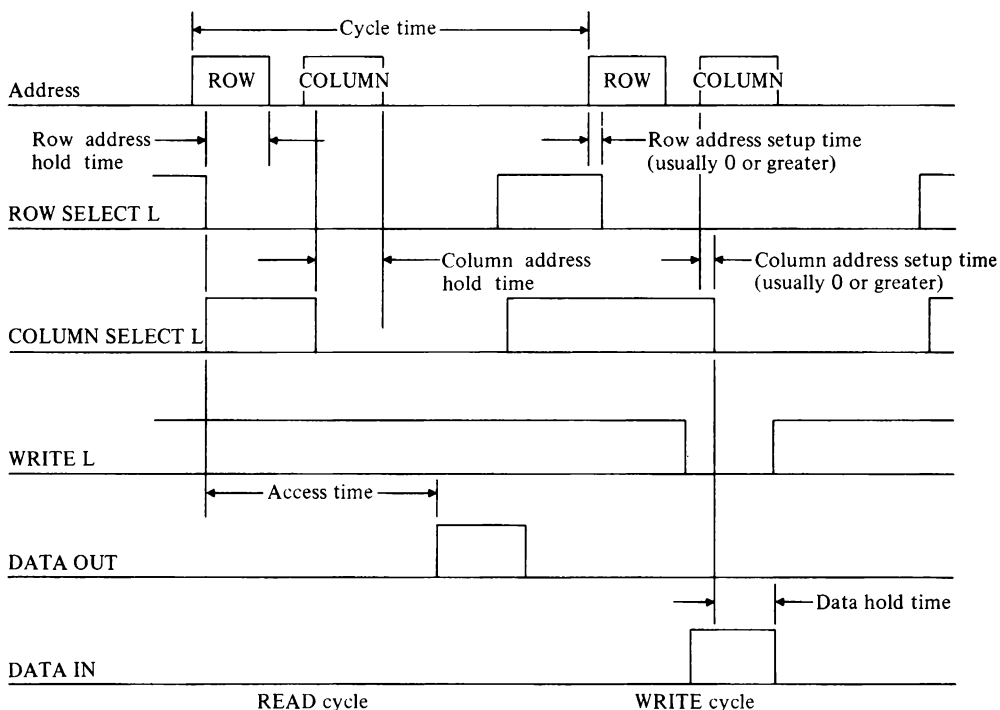 Cycle time
Address
ROW
COLUMN
ROW
COLUMN
Row address
hold time
Row address setup time
(usually 0 or greater)
ROW SELECT L
Column address
hold time
Column address setup time
(usually 0 or greater)
COLUMN SELECT L
WRITE L
Access time
DATA OUT
Data hold time
DATA IN
READ cycle
WRITE cycle